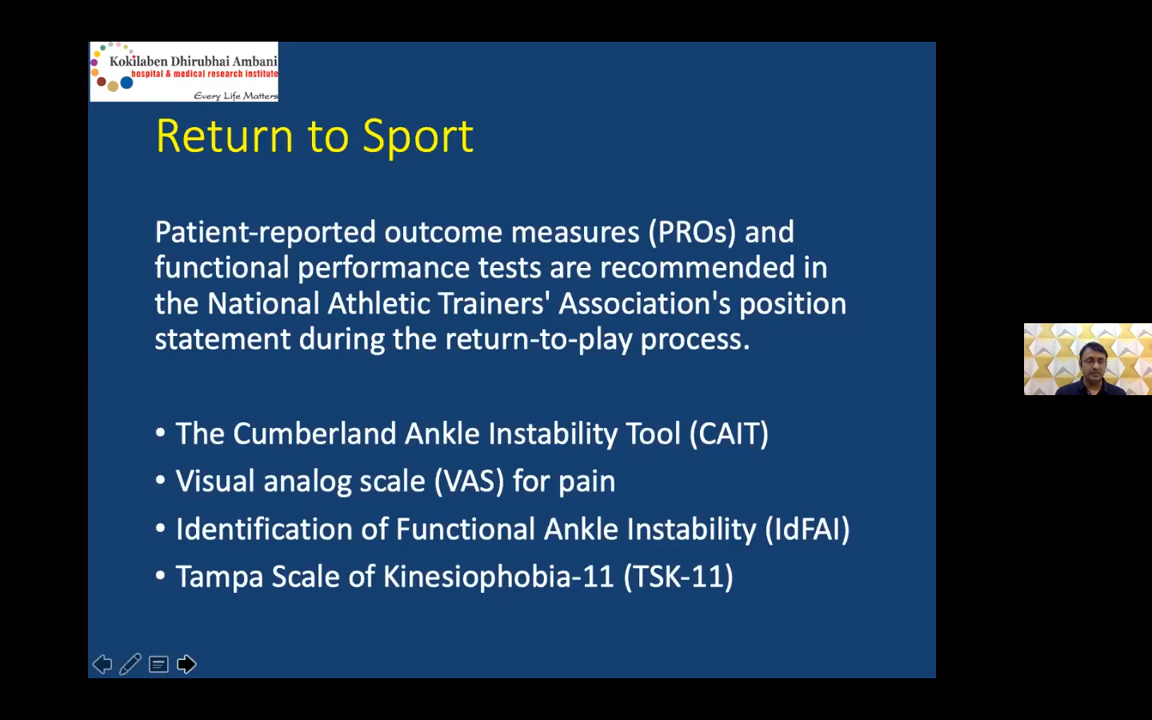 Kokilaben Dhirubhai Ambani
hospital & medical research institute
Every Life Matters
Return to Sport
Patient-reported outcome measures (PROs) and
functional performance tests are recommended in
the National Athletic Trainers' Association's position
statement during the return-to-play process.
• The Cumberland Ankle Instability Tool (CAIT)
• Visual analog scale (VAS) for pain
• Identification of Functional Ankle Instability (IdFAI)
• Tampa Scale of Kinesiophobia-11 (TSK-11)